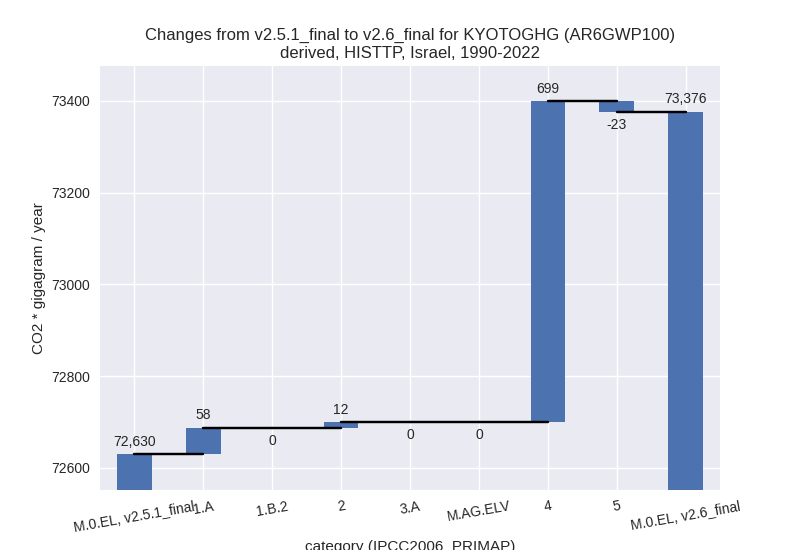 Changes from v2.5.1_final to v2.6_final for KYOTOGHG (AR6GWP100)
derived, HISTTP, Israel, 1990-2022
CO2 * gigagram / year
73400
73200
73000
72800
72600
72,630
58
0
12
0
0
699
-23
73,376
M.0.EL, v2.5.1_final
1.A
1.B.2
2
3.A
M.AG.ELV
4
5
M.0.EL, v2.6_final
category (IPCC2006_PRIMAP)